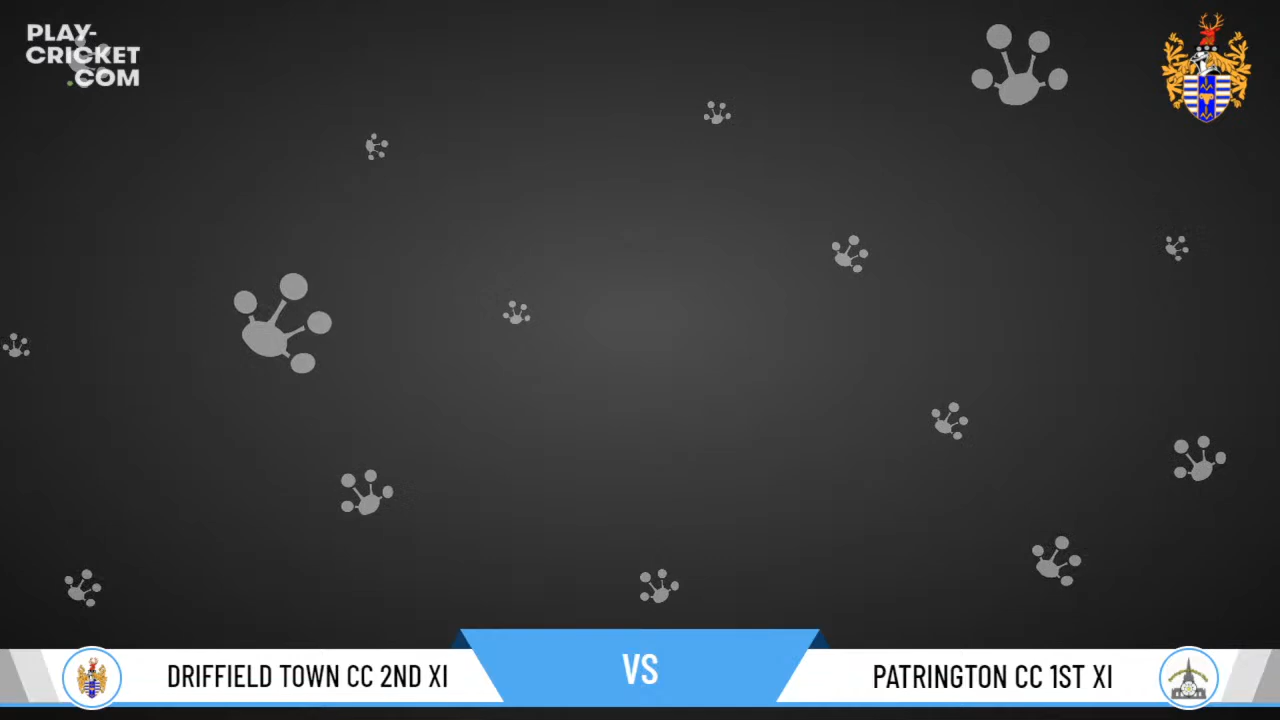 PLAY-
CRICKET
.COM
DRIFFIELD TOWN CC 2ND XI
VS
PATRINGTON CC 1ST XI